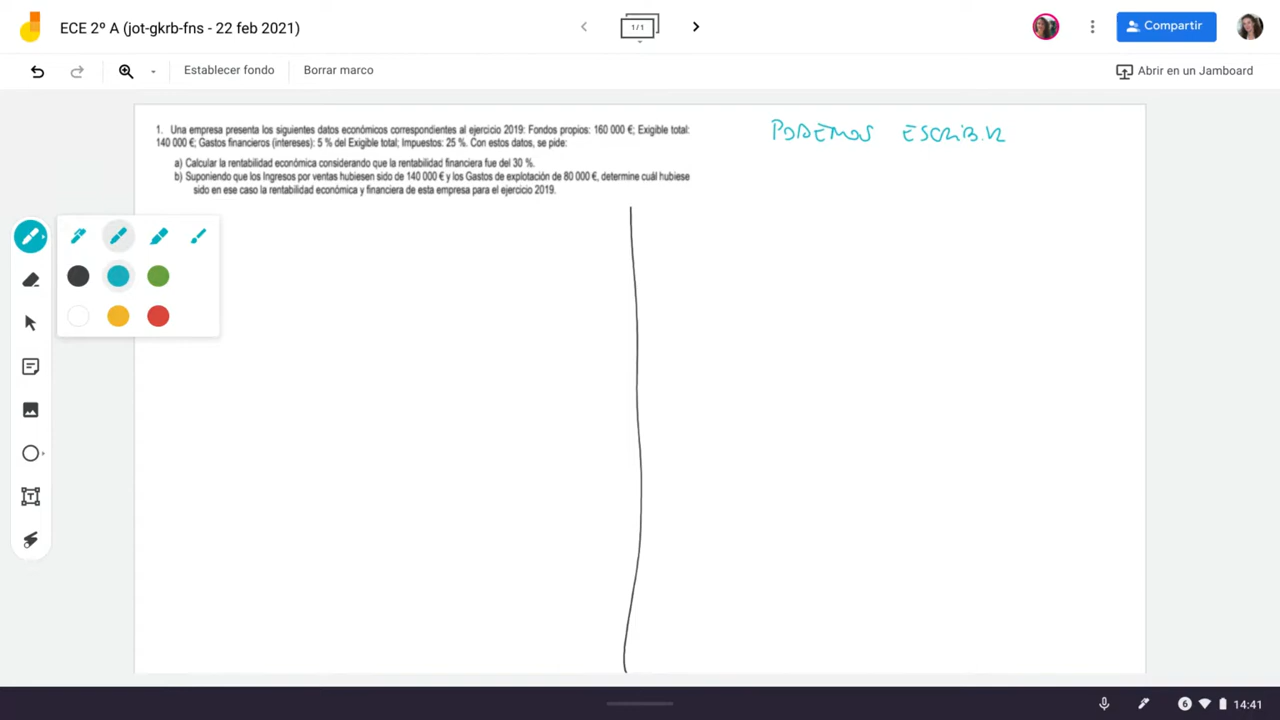 ECE 2º A (jot-gkrb-fns - 22 feb 2021)
1/1
Compartir
Establecer fondo
Borrar marco
Abrir en un Jamboard
1. Una empresa presenta los siguientes datos económicos correspondientes al ejercicio 2019: Fondos propios: 160 000 €; Exigible total:
140 000 €; Gastos financieros (intereses): 5 % del Exigible total; Impuestos: 25 %. Con estos datos, se pide:
a) Calcular la rentabilidad económica considerando que la rentabilidad financiera fue del 30 %.
b) Suponiendo que los Ingresos por ventas hubiesen sido de 140 000 € y los Gastos de explotación de 80 000 €, determine cuál hubiese
sido en ese caso la rentabilidad económica y financiera de esta empresa para el ejercicio 2019.
PODEMOS ESCRIBIR
T
6
14:41